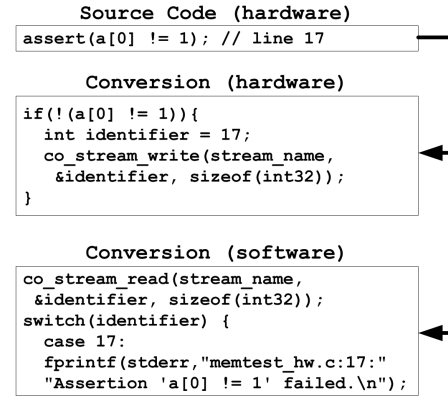 Source Code (hardware)
assert(a[0] != 1); // line 17
Conversion (hardware)
if(!(a[0] != 1)){
int identifier = 17;
co_stream_write(stream_name,
&identifier, sizeof(int32));
}
Conversion (software)
co_stream_read(stream_name,
&identifier, sizeof(int32));
switch(identifier) {
case 17:
fprintf(stderr,"memtest_hw.c:17:"
"Assertion 'a[0] != 1' failed.\n");